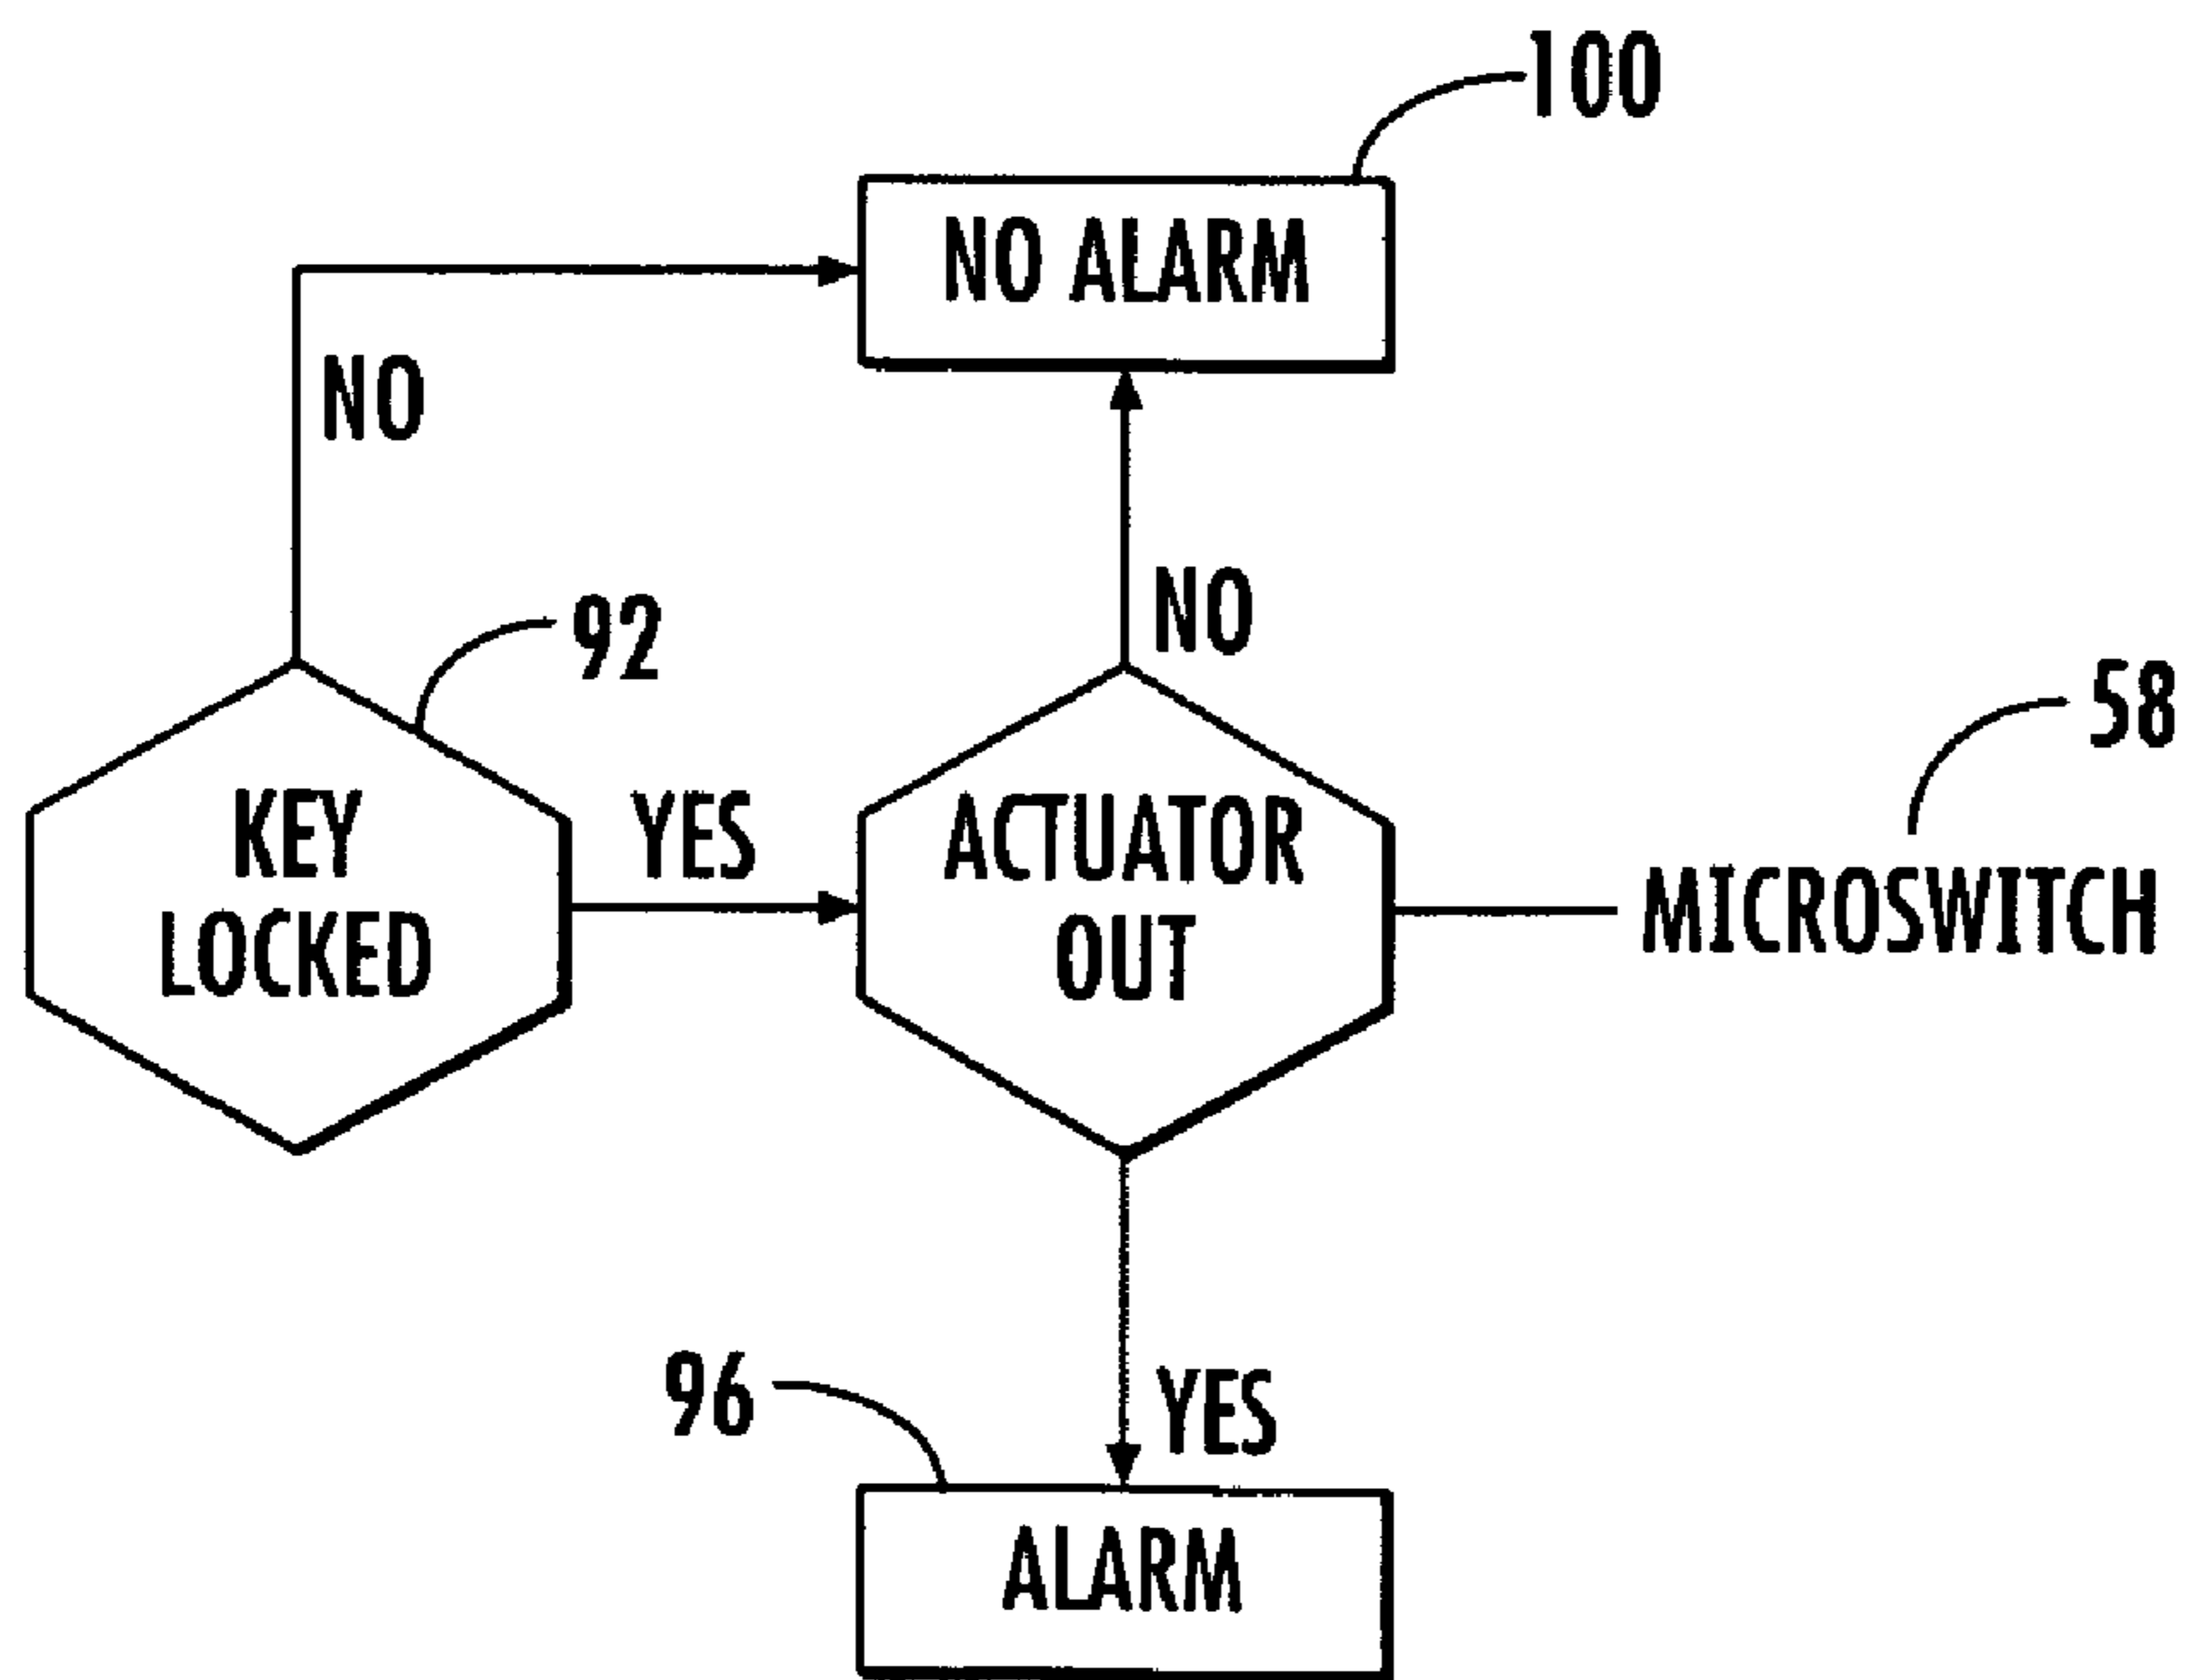 100
NO ALARM
NO
92
NO
58
KEY
LOCKED
YES
ACTUATOR
OUT
MICROSWITCH
96
YES
ALARM